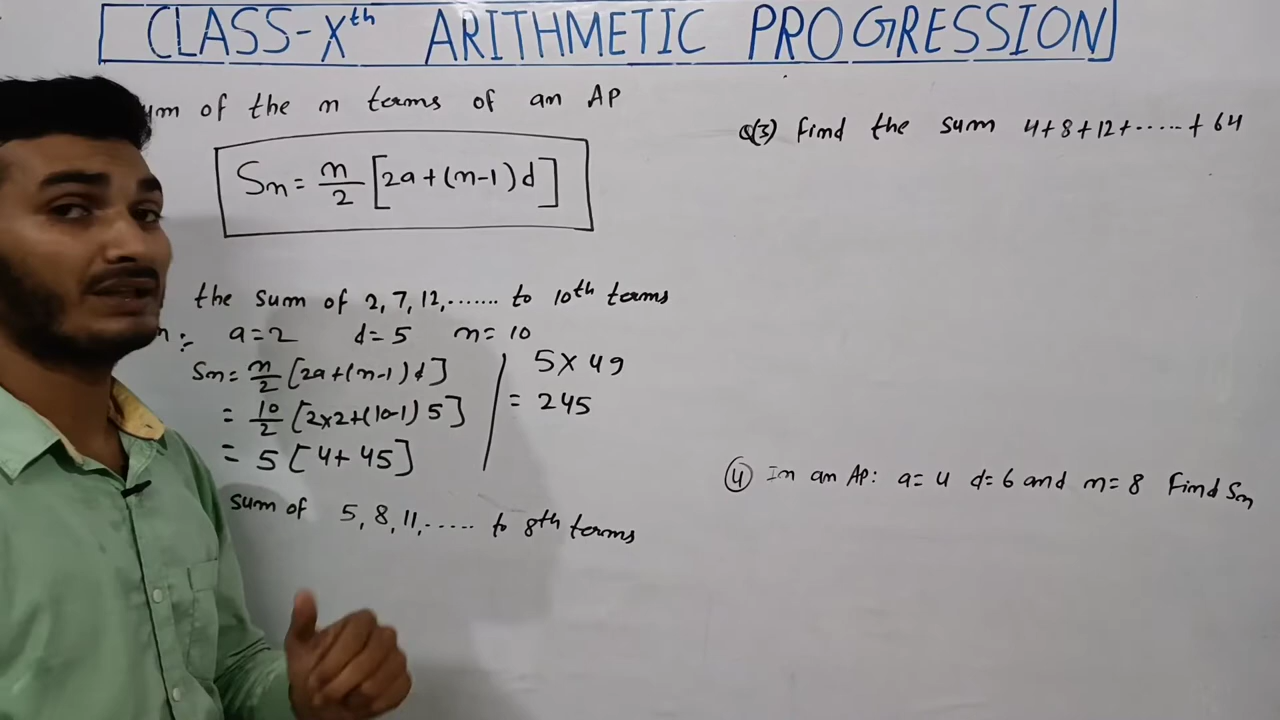 CLASS-Xth ARITHMETIC PROGRESSION
of the n terms of an AP
Sn = n/2 [2a+(n-1)d]
the sum of 2, 7, 12, ....... to 10th terms
a=2 d=5 n=10
Sn= n/2 [2a+(n-1)d]
= 10/2 [2x2+(10-1)5]
= 5[4+45]
5x49
= 245
sum of 5, 8, 11, ..... to 8th terms
Q(3) Find the sum 4+8+12+.....+64
④ In an AP: a=4 d=6 and n=8 Find Sn